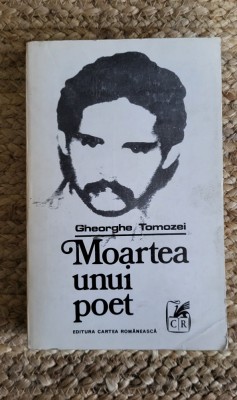 Gheorghe Tomozei
Moartea
unui
poet
CR
EDITURA CARTEA ROMÂNEASCĂ